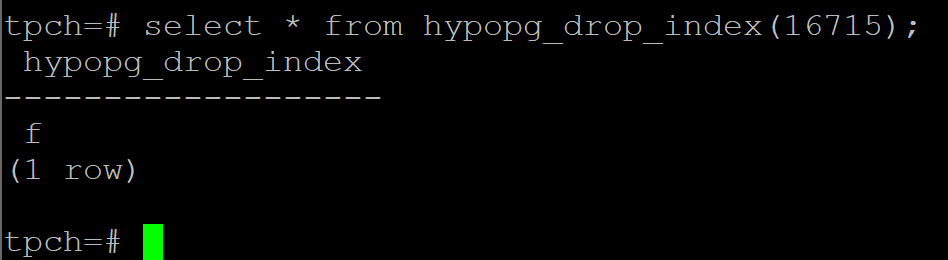 tpch=# select * from hypopg_drop_index(16715);
 hypopg_drop_index
-------------------
 f
(1 row)

tpch=#